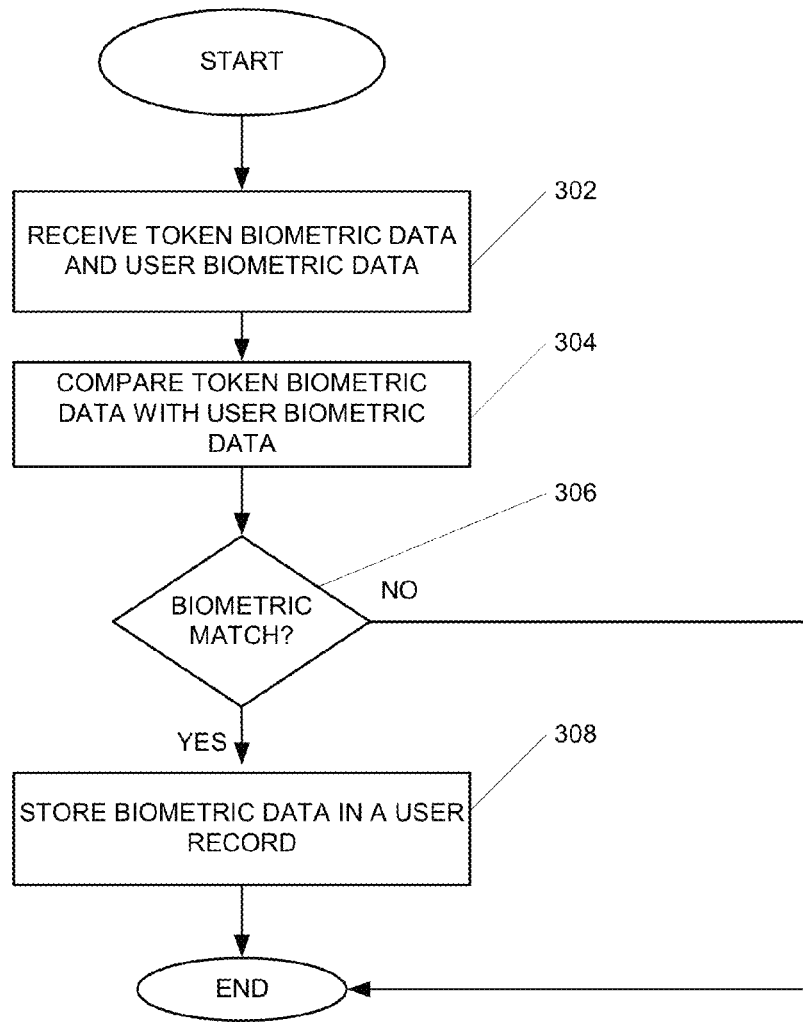 START
302
RECEIVE TOKEN BIOMETRIC DATA
AND USER BIOMETRIC DATA
304
COMPARE TOKEN BIOMETRIC
DATA WITH USER BIOMETRIC
DATA
306
NO
BIOMETRIC
MATCH?
YES
308
STORE BIOMETRIC DATA IN A USER
RECORD
END